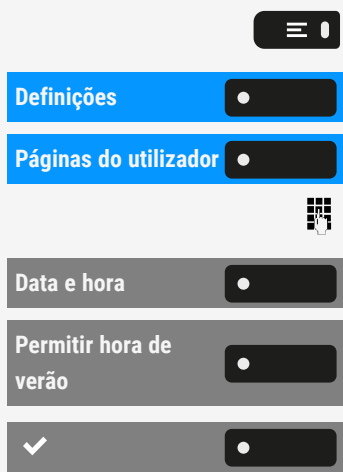 Definições
Páginas do utilizador
Data e hora
Permitir hora de
verão